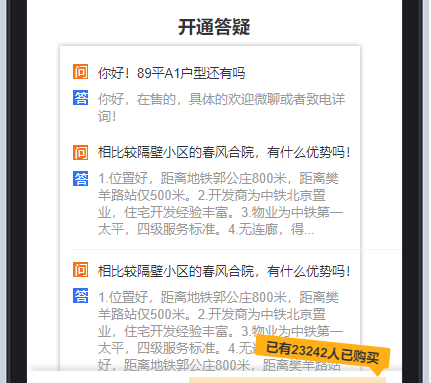 开通答疑
问 你好！89平A1户型还有吗
答 你好，在售的，具体的欢迎微聊或者致电详
询！
问 相比较隔壁小区的春风合院，有什么优势吗！
答 1.位置好，距离地铁郭公庄800米，距离樊
羊路站仅500米。2.开发商为中铁北京置
业，住宅开发经验丰富。3.物业为中铁第一
太平，四级服务标准。4.无连廊，得...
问 相比较隔壁小区的春风合院，有什么优势吗！
答 1.位置好，距离地铁郭公庄800米，距离樊
羊路站仅500米。2.开发商为中铁北京置
业，住宅开发经验丰富。3.物业为中铁第一
太平，四级服务标准。4.无
已有23242人已购买
1.位置好，距离地铁郭公庄800米，距离樊羊路站